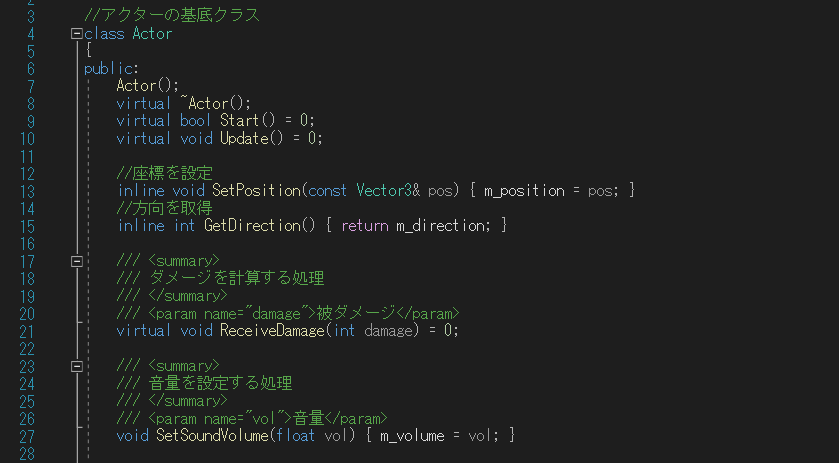 2
3 //アクターの基底クラス
4 class Actor
5 {
6 public:
7 Actor();
8 virtual ~Actor();
9 virtual bool Start() = 0;
10 virtual void Update() = 0;
11
12 //座標を設定
13 inline void SetPosition(const Vector3& pos) { m_position = pos; }
14 //方向を取得
15 inline int GetDirection() { return m_direction; }
16
17 /// <summary>
18 /// ダメージを計算する処理
19 /// </summary>
20 /// <param name="damage">被ダメージ</param>
21 virtual void ReceiveDamage(int damage) = 0;
22
23 /// <summary>
24 /// 音量を設定する処理
25 /// </summary>
26 /// <param name="vol">音量</param>
27 void SetSoundVolume(float vol) { m_volume = vol; }
28